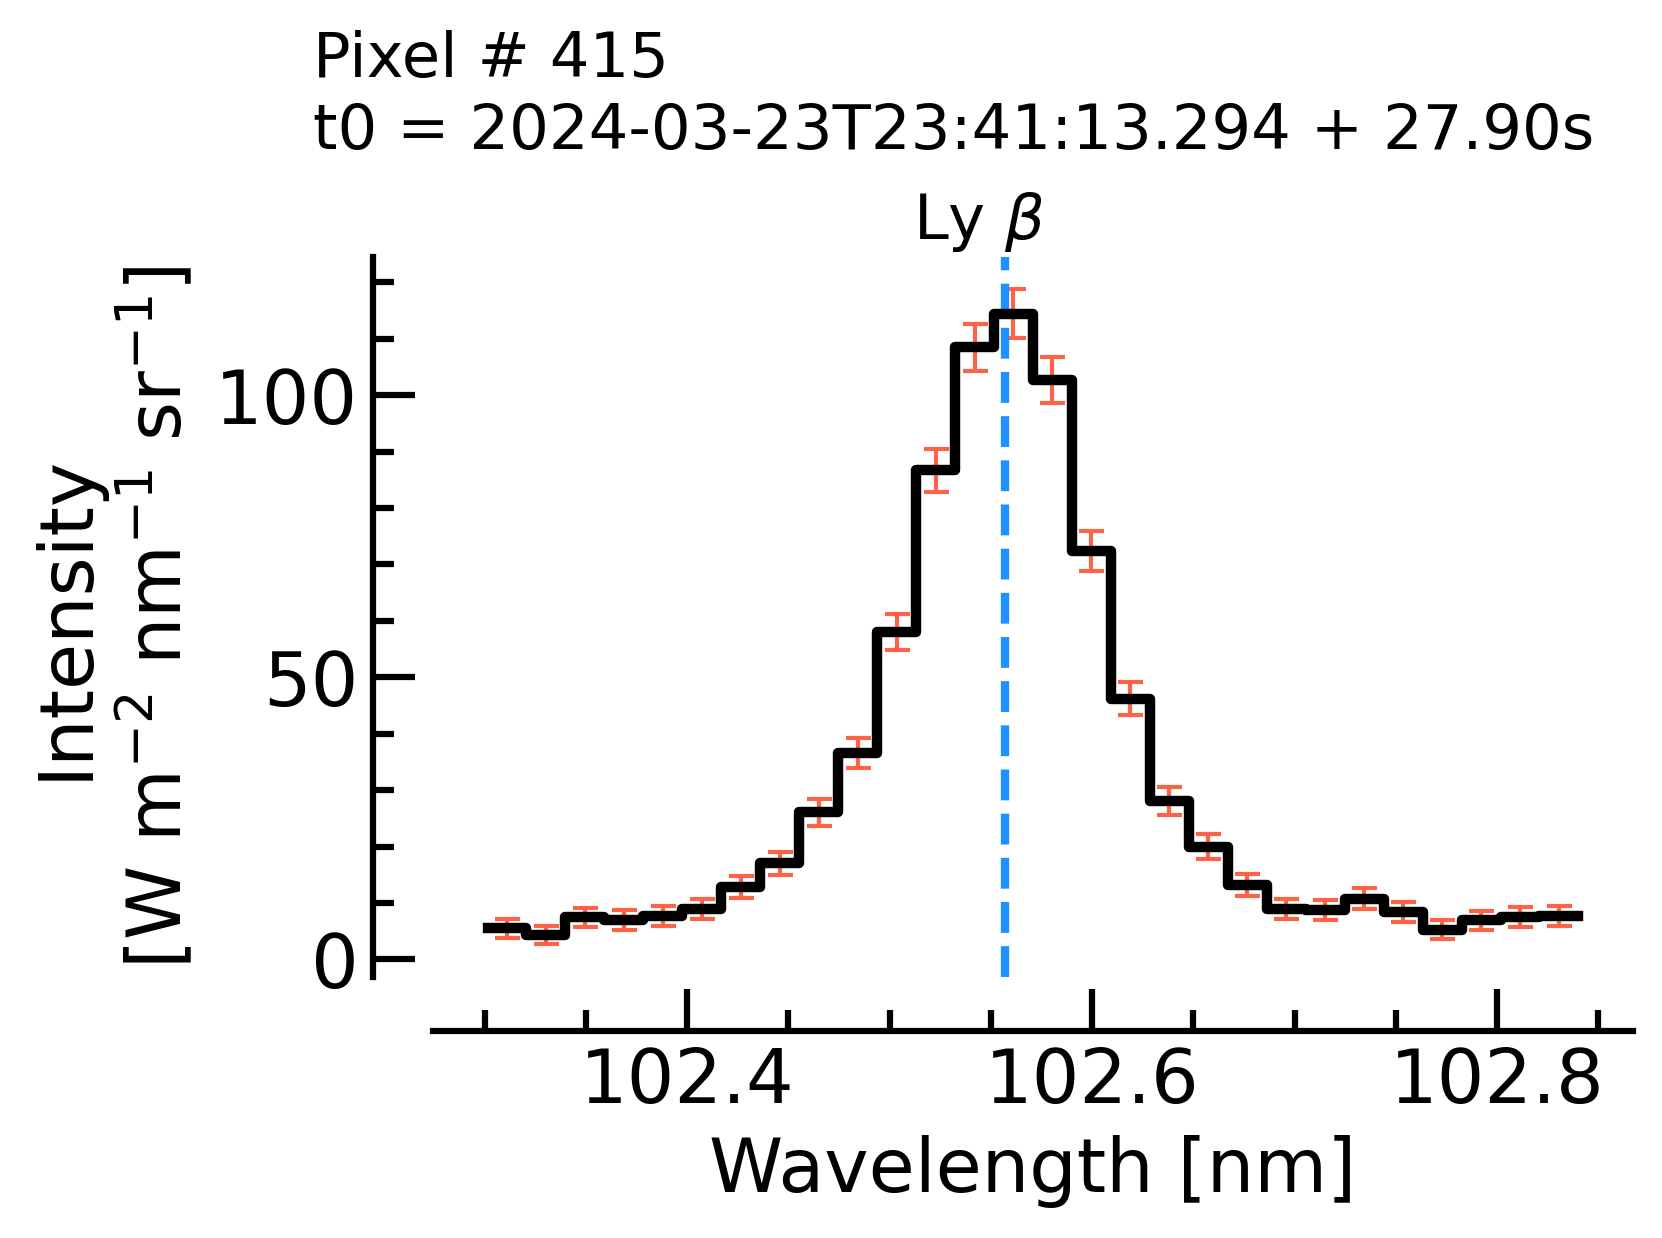 Pixel # 415
t0 = 2024-03-23T23:41:13.294 + 27.90s
Ly β
Intensity
[W m⁻² nm⁻¹ sr⁻¹]
100
50
0
102.4 102.6 102.8
Wavelength [nm]